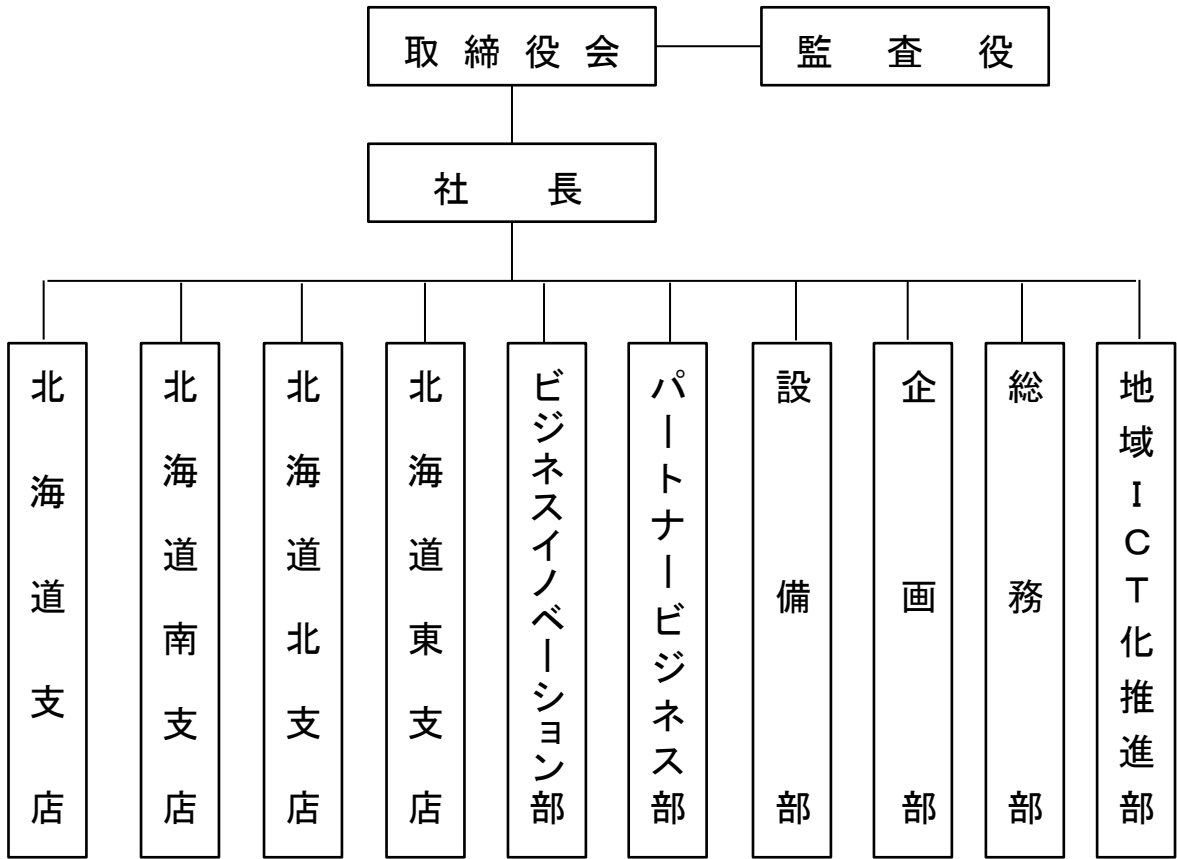 取締役会
監査役
社長
北海道支店
北海道南支店
北海道北支店
北海道東支店
ビジネスイノベーション部
パートナービジネス部
設備部
企画部
総務部
地域ICT化推進部